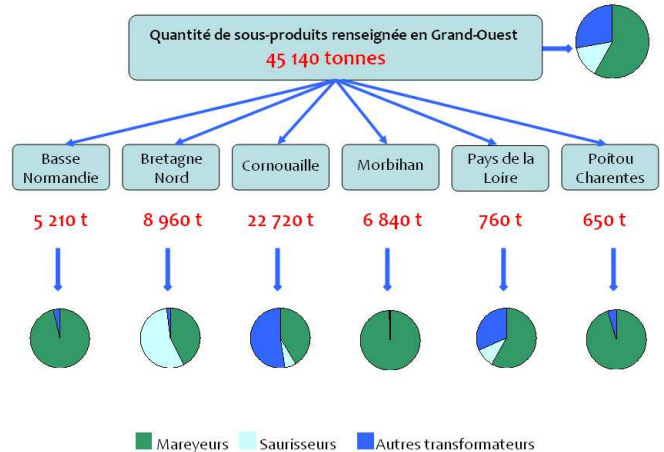 Quantité de sous-produits renseignée en Grand-Ouest
45 140 tonnes
Basse
Normandie
Bretagne
Nord
Cornouaille
Morbihan
Pays de la
Loire
Poitou
Charentes
5 210 t
8 960 t
22 720 t
6 840 t
760 t
650 t
Mareyeurs
Saurisseurs
Autres transformateurs